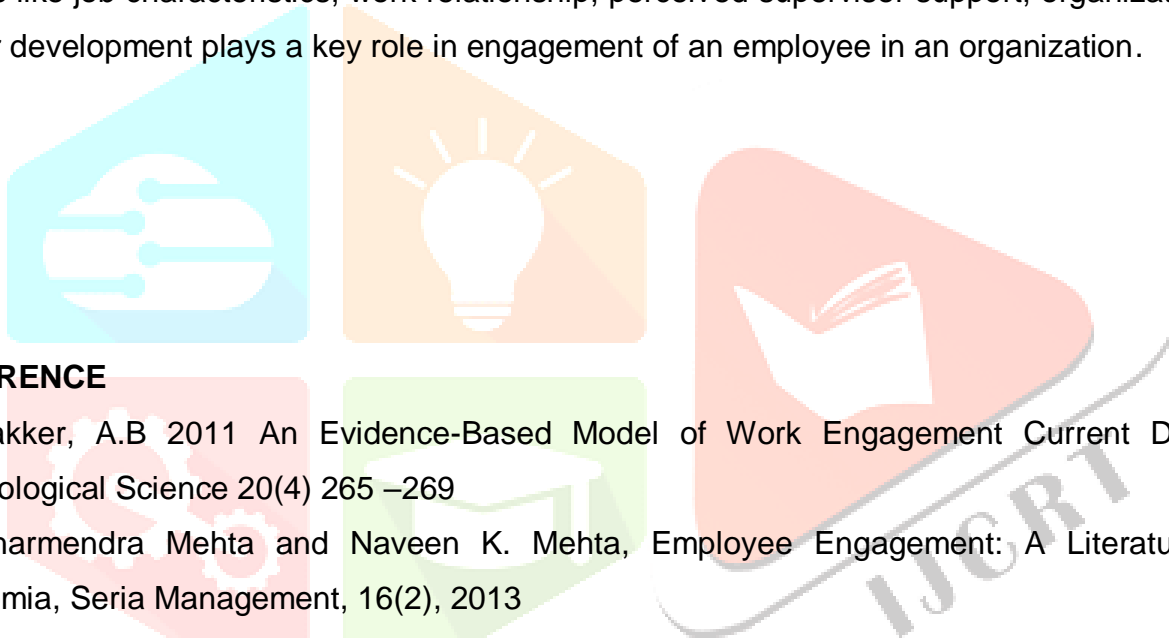 like job characteristics, work relationship, perceived supervisor support, organiza
development plays a key role in engagement of an employee in an organization.
RENCE
akker, A.B 2011 An Evidence-Based Model of Work Engagement Current D
ological Science 20(4) 265 –269
harmendra Mehta and Naveen K. Mehta, Employee Engagement: A Literatu
mia, Seria Management, 16(2), 2013
IJCRT